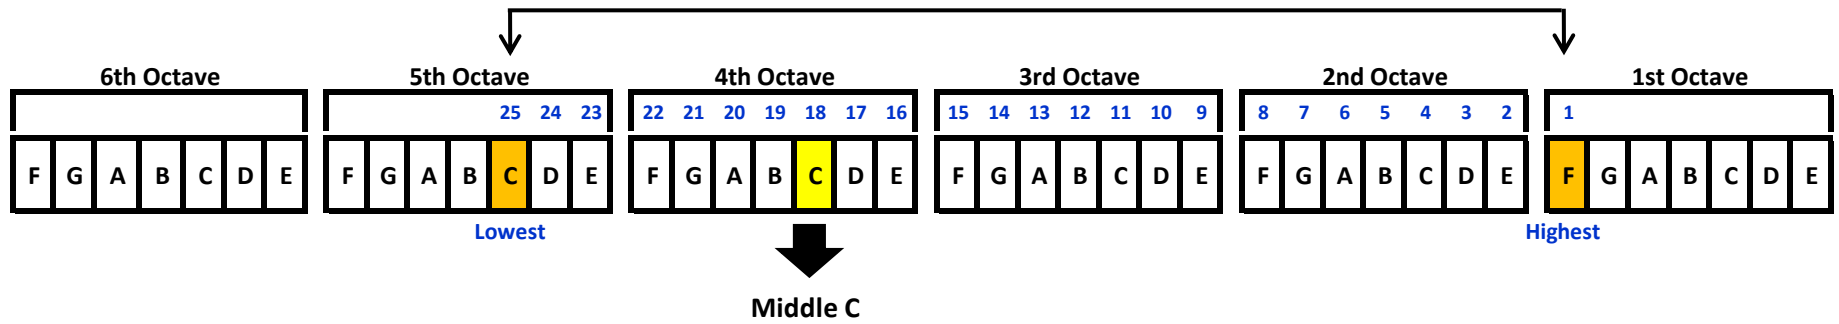 6th Octave 5th Octave 4th Octave 3rd Octave 2nd Octave 1st Octave
25 24 23 22 21 20 19 18 17 16 15 14 13 12 11 10 9 8 7 6 5 4 3 2 1
F G A B C D E F G A B C D E F G A B C D E F G A B C D E F G A B C D E F G A B C D E
Lowest Highest
Middle C